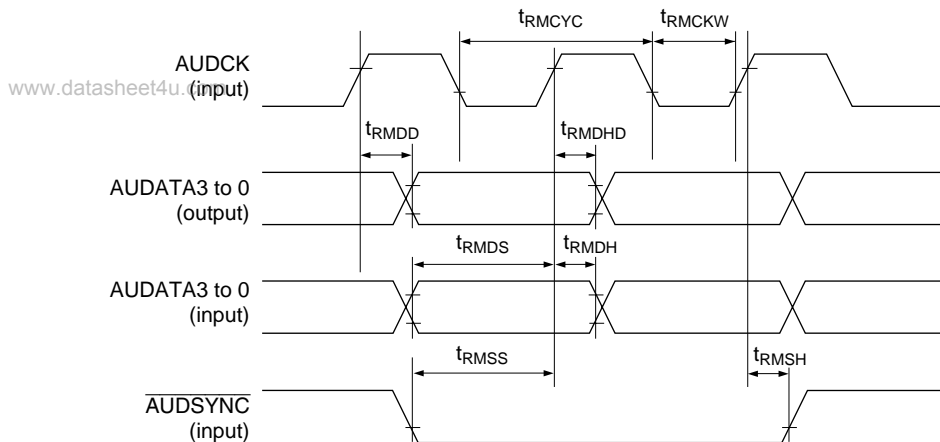 tRMCYC tRMCKW
AUDCK
(input)
www.datasheet4u.com
tRMDD tRMDHD
AUDATA3 to 0
(output)
tRMDS tRMDH
AUDATA3 to 0
(input)
tRMSS tRMSH
AUDSYNC
(input)